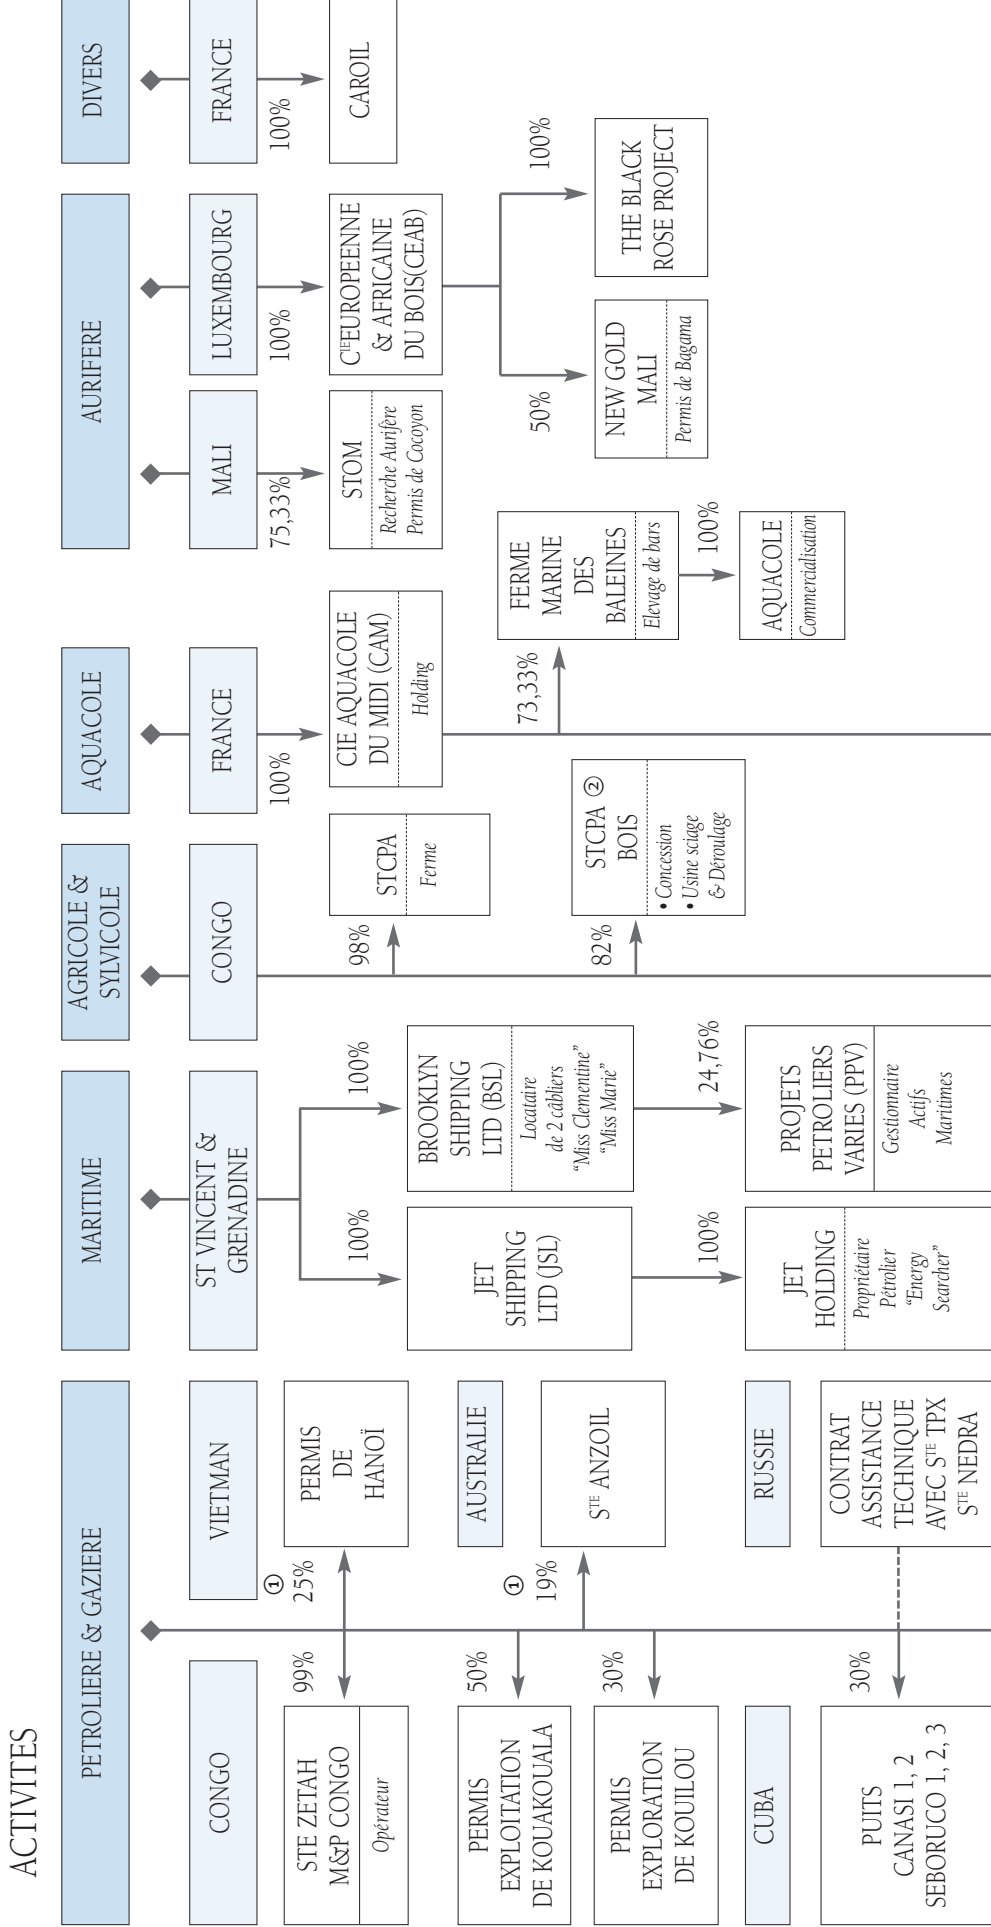 ACTIVITES
PETROLIERE & GAZIERE
CONGO
VIETMAN
99%
①
25%
STE ZETAH
M&P CONGO
Opérateur
PERMIS
DE
HANOÏ
50%
PERMIS
EXPLOITATION
DE KOUAKOUALA
AUSTRALIE
①
19%
STE ANZOIL
30%
PERMIS
EXPLORATION
DE KOUILOU
CUBA
RUSSIE
30%
PUITS
CANASI 1, 2
SEBORUCO 1, 2, 3
CONTRAT
ASSISTANCE
TECHNIQUE
AVEC STE TPX
STE NEDRA
MARITIME
ST VINCENT &
GRENADINE
100%
100%
JET
SHIPPING
LTD (JSL)
BROOKLYN
SHIPPING
LTD (BSL)
Locataire
de 2 câbliers
“Miss Clementine”
“Miss Marie”
100%
24,76%
JET
HOLDING
Propriétaire
Pétrolier
“Energy
Searcher”
PROJETS
PETROLIERS
VARIES (PPV)
Gestionnaire
Actifs
Maritimes
AGRICOLE &
SYLVICOLE
CONGO
98%
STCPA
Ferme
82%
STCPA ②
BOIS
• Concession
• Usine sciage
& Déroulage
AQUACOLE
FRANCE
100%
CIE AQUACOLE
DU MIDI (CAM)
Holding
73,33%
FERME
MARINE
DES
BALEINES
Elevage de bars
100%
AQUACOLE
Commercialisation
AURIFERE
MALI
LUXEMBOURG
75,33%
100%
STOM
Recherche Aurifère
Permis de Cocoyon
CIE EUROPEENNE
& AFRICAINE
DU BOIS(CEAB)
50%
100%
NEW GOLD
MALI
Permis de Bagama
THE BLACK
ROSE PROJECT
DIVERS
FRANCE
100%
CAROIL